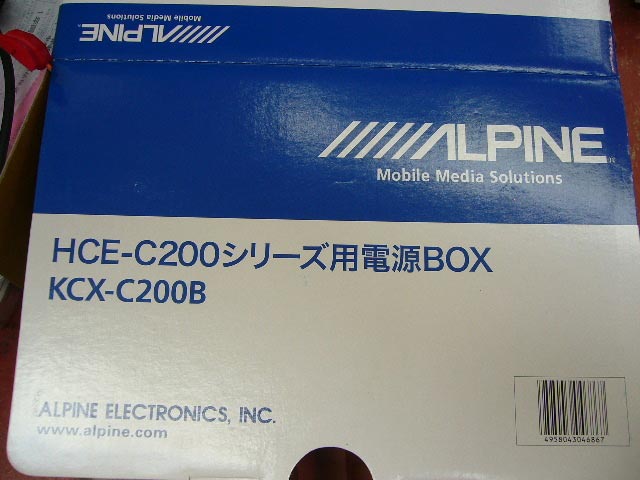 ALPINE
Mobile Media Solutions
ALPINE
Mobile Media Solutions
HCE-C200シリーズ用電源BOX
KCX-C200B
ALPINE ELECTRONICS, INC.
www.alpine.com
4958043046867